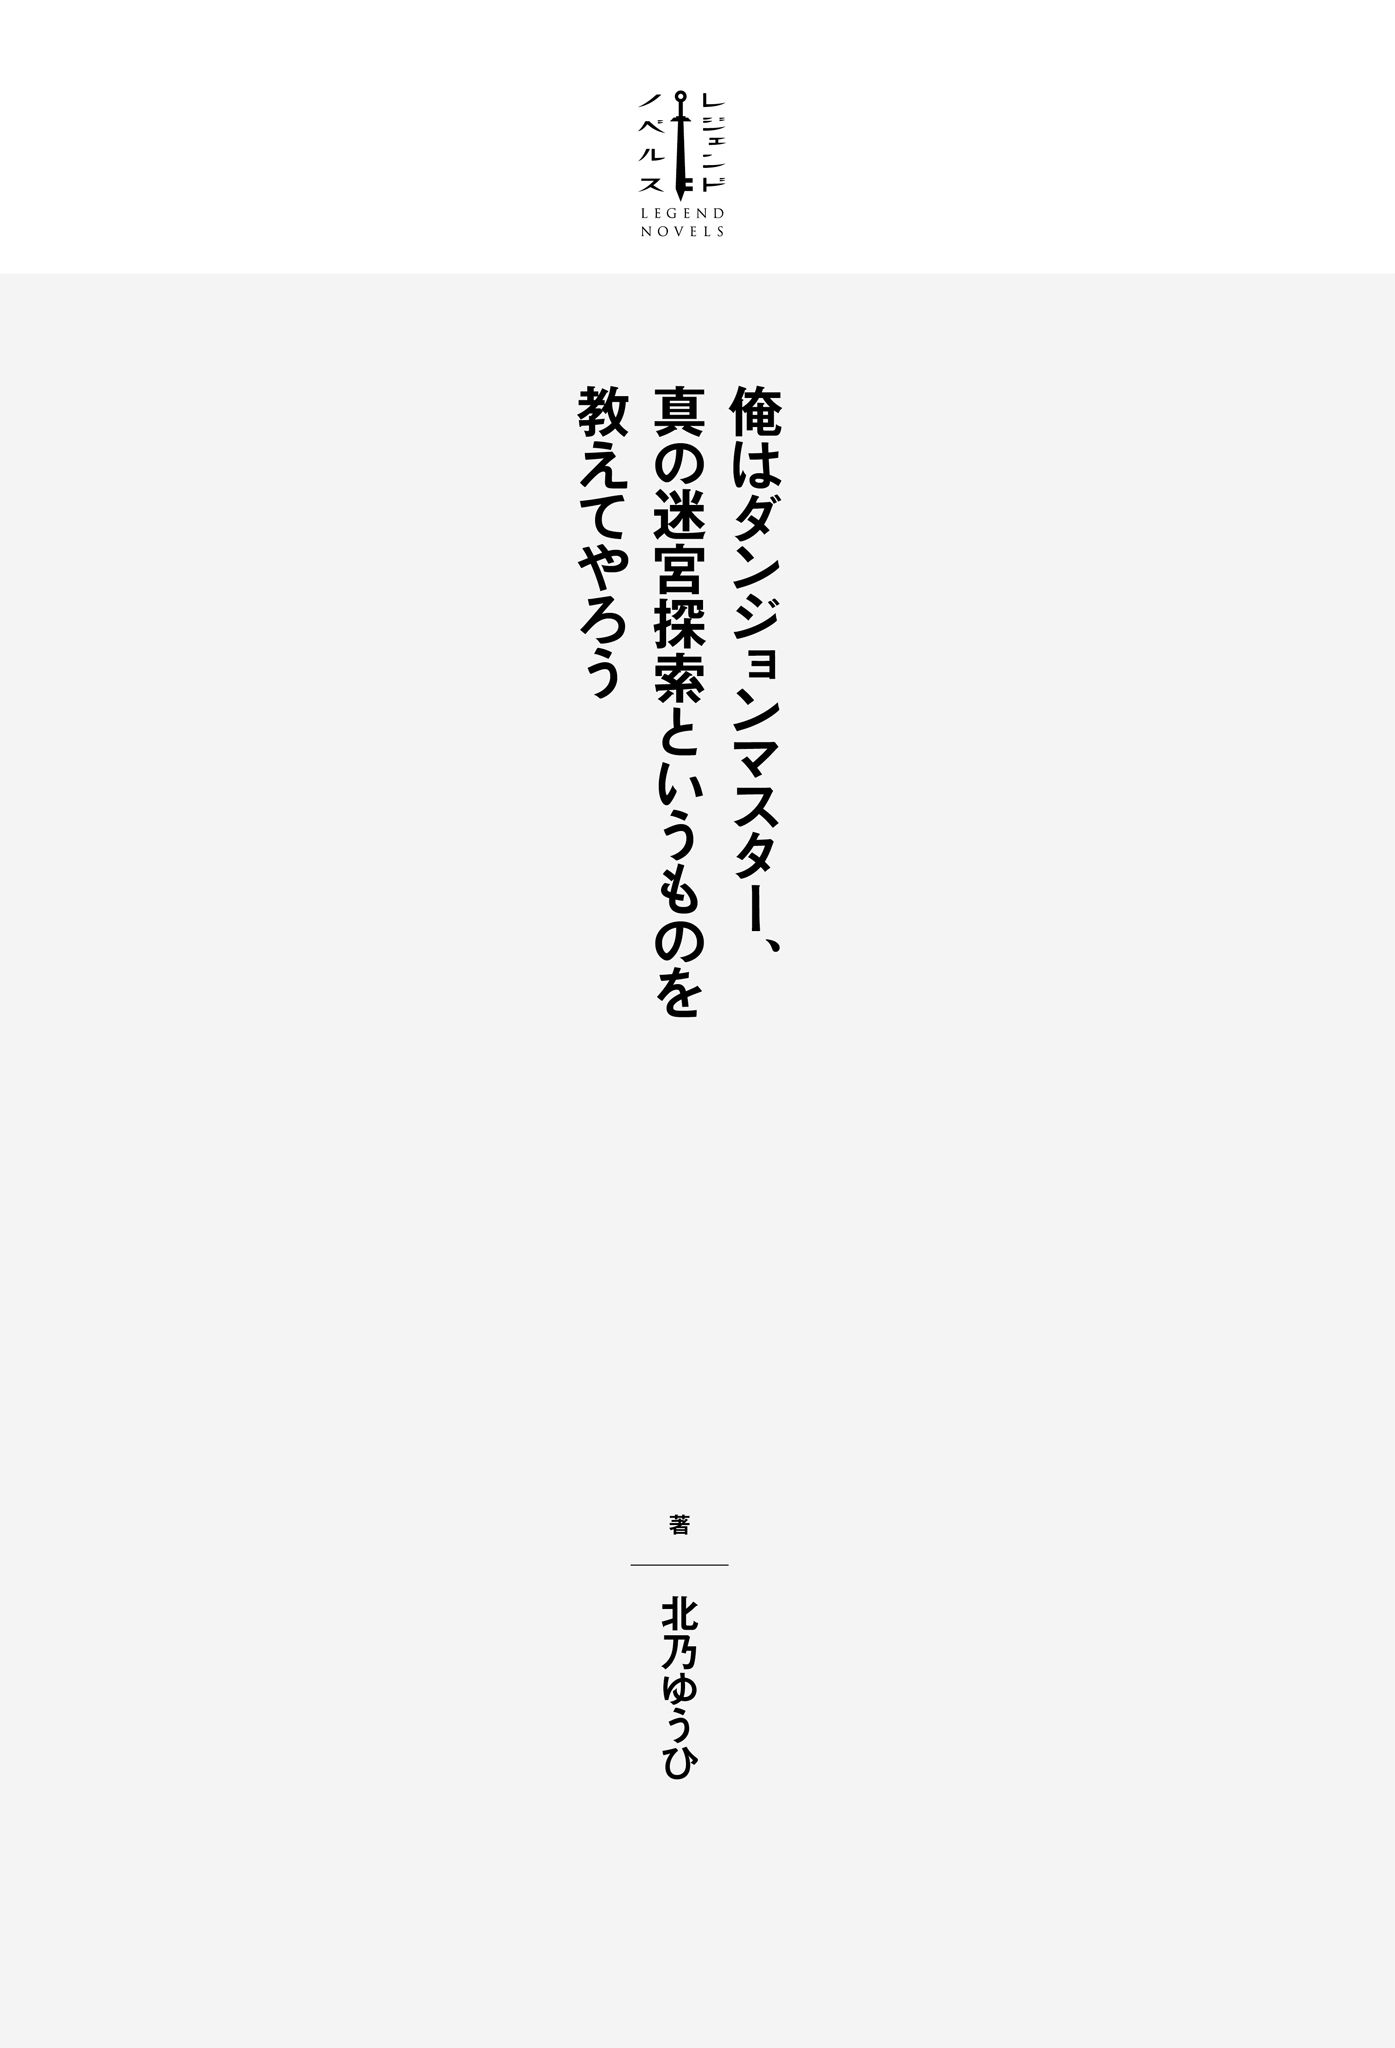 レジェンド
ノベルス
LEGEND
NOVELS
俺はダンジョンマスター、
真の迷宮探索というものを
教えてやろう
著
北乃ゆうひ